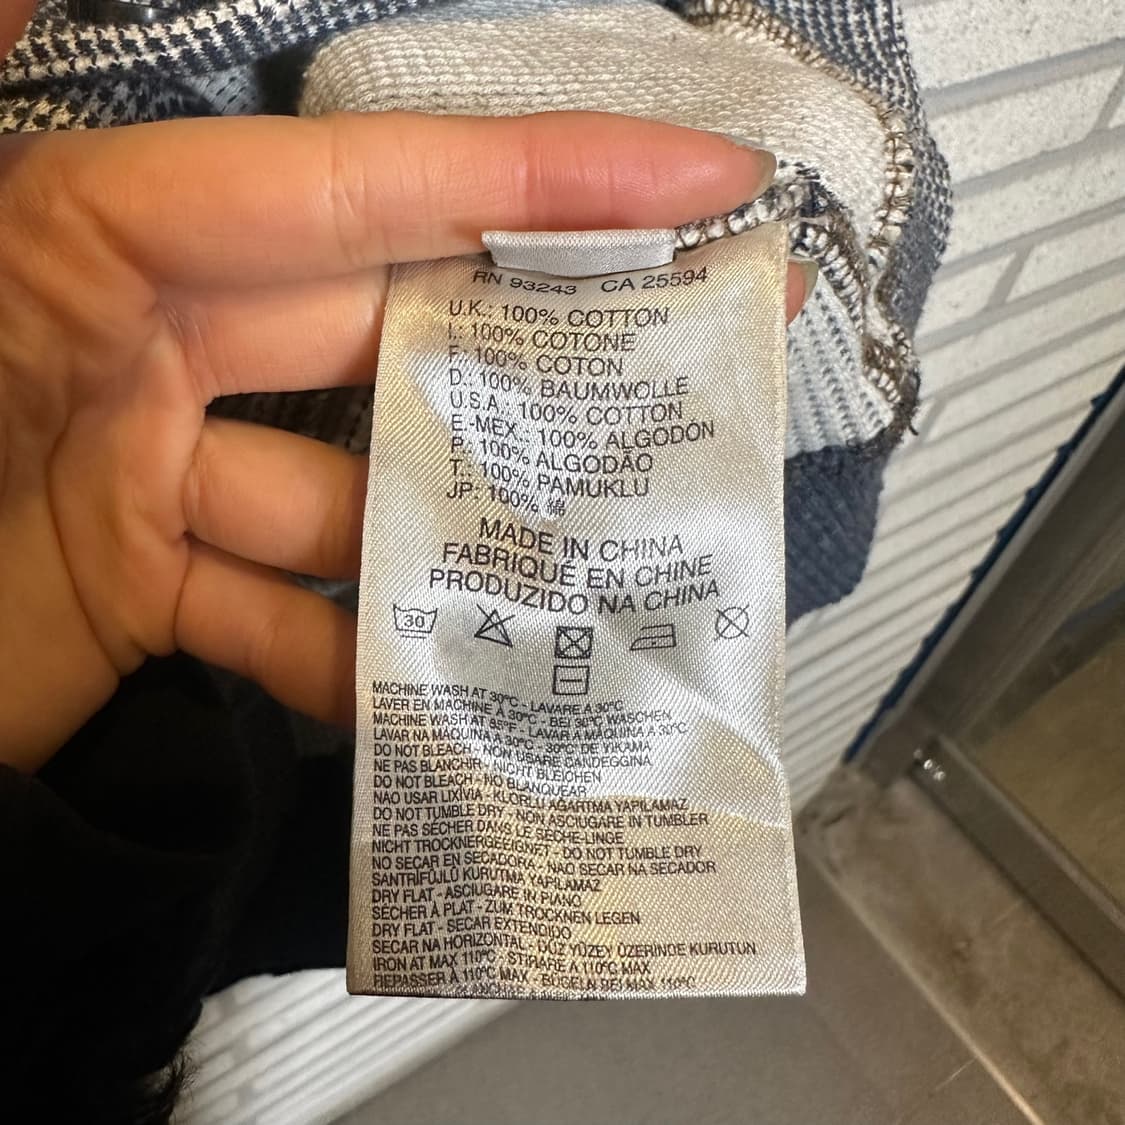 RN 93243 CA 25594
U.K.: 100% COTTON
I.: 100% COTONE
F.: 100% COTON
D.: 100% BAUMWOLLE
U.S.A.: 100% COTTON
E.-MEX.: 100% ALGODÓN
P.: 100% ALGODÃO
T.: 100% PAMUKLU
JP: 100% 綿
MADE IN CHINA
FABRIQUÉ EN CHINE
PRODUZIDO NA CHINA
30
MACHINE WASH AT 30°C - LAVARE A 30°C
LAVER EN MACHINE À 30°C - BEI 30°C WASCHEN
MACHINE WASH AT 85°F - LAVAR A MÁQUINA A 30°C
LAVAR NA MÁQUINA A 30°C - 30°C' DE YIKAMA
DO NOT BLEACH - NON USARE CANDEGGINA
NE PAS BLANCHIR - NICHT BLEICHEN
DO NOT BLEACH - NO BLANQUEAR
NÃO USAR LIXÍVIA - KLORLU AĞARTMA YAPILAMAZ
DO NOT TUMBLE DRY - NON ASCIUGARE IN TUMBLER
NE PAS SÉCHER DANS LE SÈCHE-LINGE
NICHT TROCKNERGEEIGNET - DO NOT TUMBLE DRY
NO SECAR EN SECADORA - NÃO SECAR NA SECADOR
SANTRİFÜJLÜ KURUTMA YAPILAMAZ
DRY FLAT - ASCIUGARE IN PIANO
SÉCHER À PLAT - ZUM TROCKNEN LEGEN
DRY FLAT - SECAR EXTENDIDO
SECAR NA HORIZONTAL - DÜZ YÜZEY ÜZERINDE KURUTUN
IRON AT MAX 110°C - STIRARE A 110°C MAX
REPASSER À 110°C MAX - BÜGELN BEI MAX 110°C